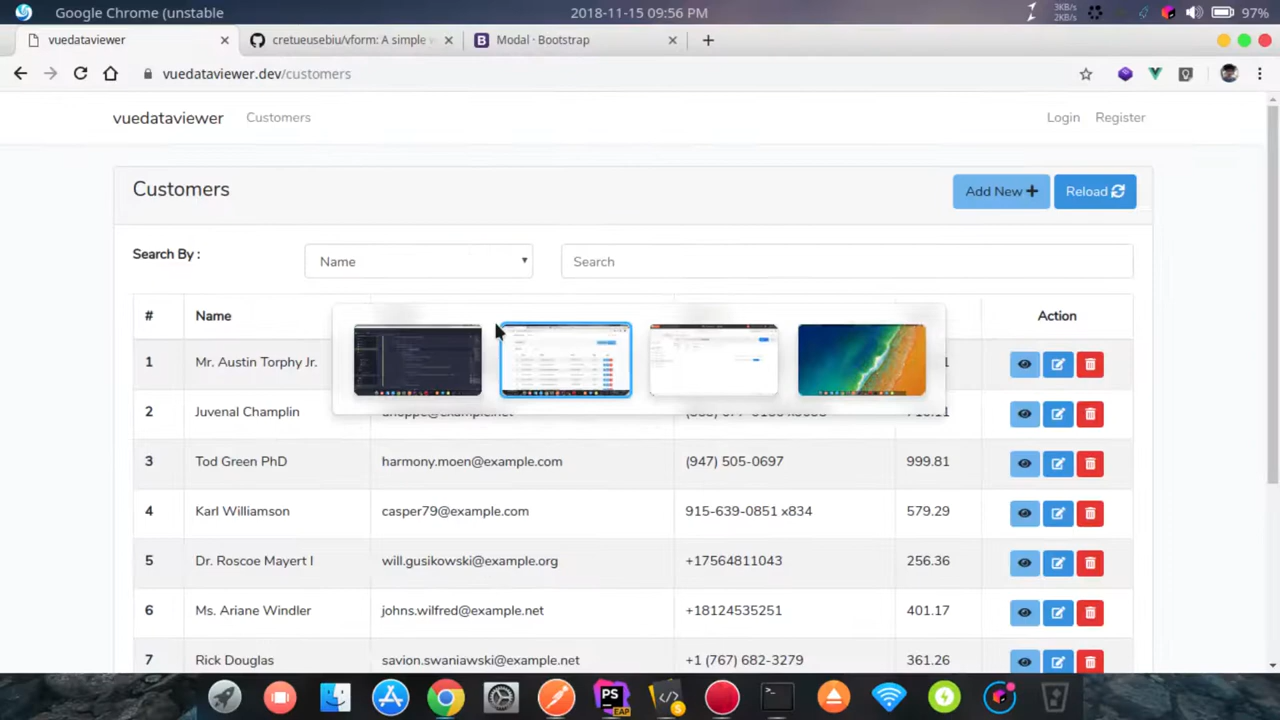 Google Chrome (unstable
2018-11-15 09:56 PM
3KB/s
2KB/s
97%
vuedataviewer
cretueusebiu/vform: A simple
Modal · Bootstrap
vuedataviewer.dev/customers
vuedataviewer
Customers
Login
Register
Customers
Add New
Reload
Search By :
Name
Search
#
Name
Action
1
Mr. Austin Torphy Jr.
2
Juvenal Champlin
3
Tod Green PhD
harmony.moen@example.com
(947) 505-0697
999.81
4
Karl Williamson
casper79@example.com
915-639-0851 x834
579.29
5
Dr. Roscoe Mayert I
will.gusikowski@example.org
+17564811043
256.36
6
Ms. Ariane Windler
johns.wilfred@example.net
+18124535251
401.17
7
Rick Douglas
savion.swaniawski@example.net
+1 (767) 682-3279
361.26
PS
EAP